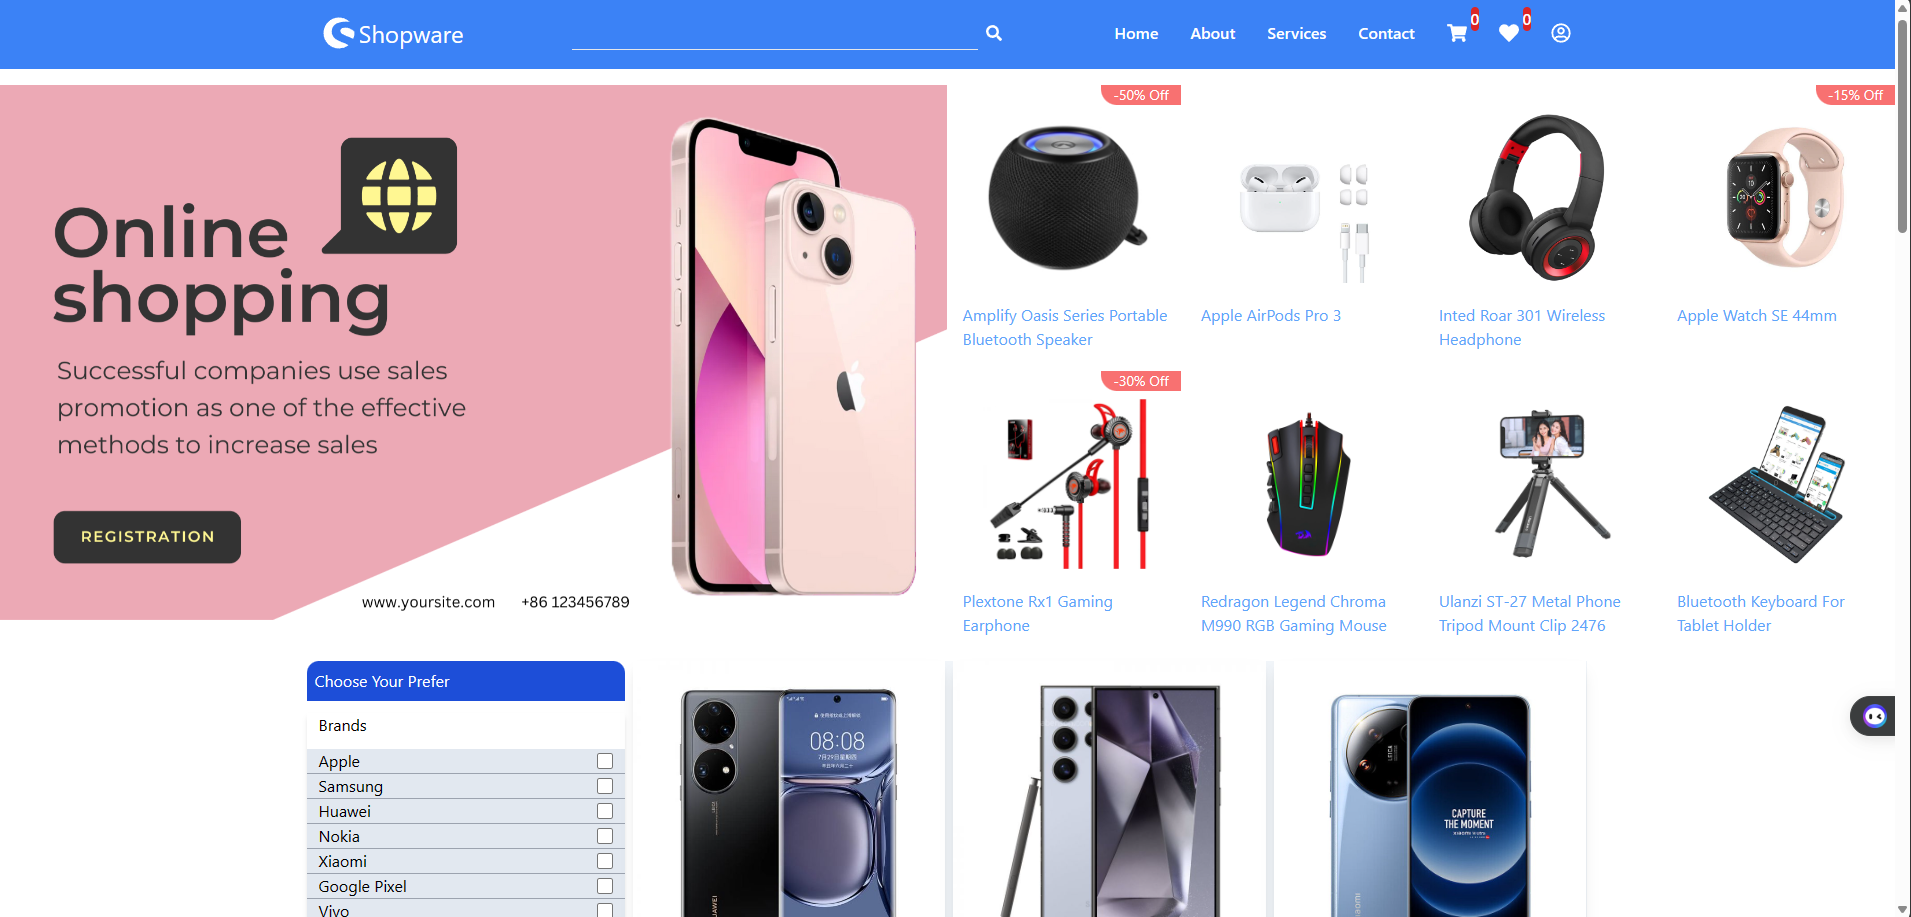 Shopware
Home
About
Services
Contact
0
0
Online
shopping
Successful companies use sales
promotion as one of the effective
methods to increase sales
REGISTRATION
www.yoursite.com
+86 123456789
-50% Off
Amplify Oasis Series Portable
Bluetooth Speaker
Apple AirPods Pro 3
Inted Roar 301 Wireless
Headphone
-15% Off
Apple Watch SE 44mm
-30% Off
Plextone Rx1 Gaming
Earphone
Redragon Legend Chroma
M990 RGB Gaming Mouse
Ulanzi ST-27 Metal Phone
Tripod Mount Clip 2476
Bluetooth Keyboard For
Tablet Holder
Choose Your Prefer
Brands
Apple
Samsung
Huawei
Nokia
Xiaomi
Google Pixel
Vivo
08:08
CAPTURE
THE MOMENT